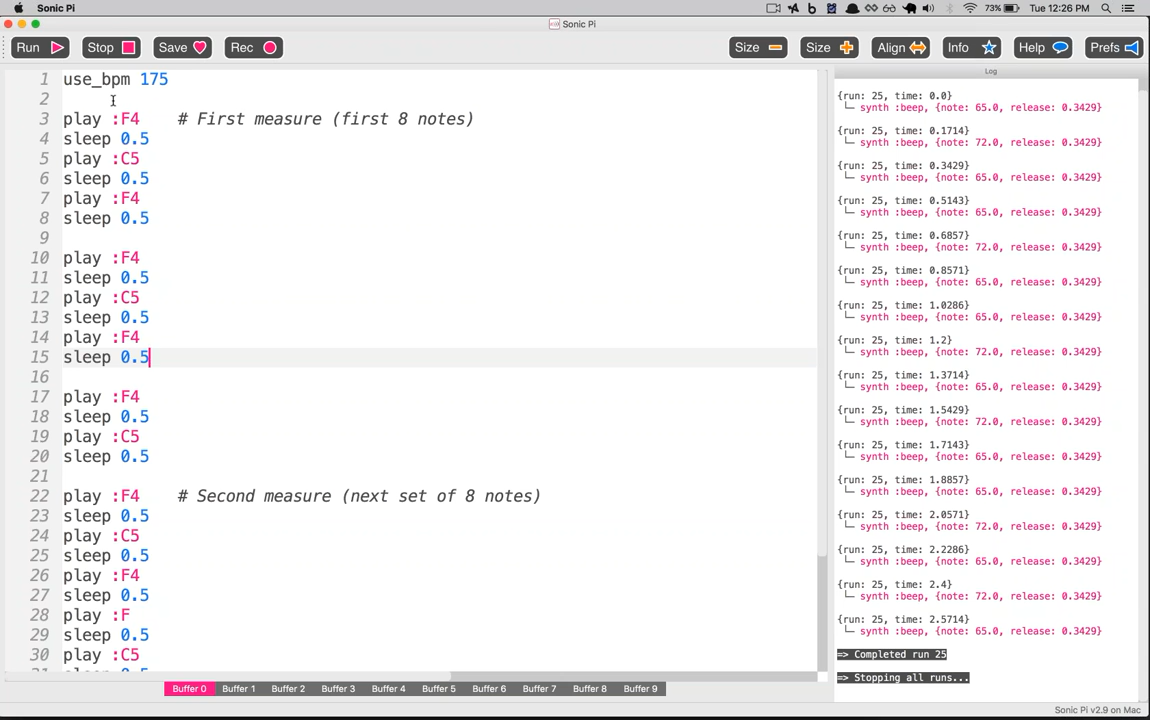 Sonic Pi
73%
Tue 12:26 PM
Sonic Pi
Run
Stop
Save
Rec
Size
Size
Align
Info
Help
Prefs
1 use_bpm 175
2
3 play :F4 # First measure (first 8 notes)
4 sleep 0.5
5 play :C5
6 sleep 0.5
7 play :F4
8 sleep 0.5
9
10 play :F4
11 sleep 0.5
12 play :C5
13 sleep 0.5
14 play :F4
15 sleep 0.5
16
17 play :F4
18 sleep 0.5
19 play :C5
20 sleep 0.5
21
22 play :F4 # Second measure (next set of 8 notes)
23 sleep 0.5
24 play :C5
25 sleep 0.5
26 play :F4
27 sleep 0.5
28 play :F
29 sleep 0.5
30 play :C5
Log
{run: 25, time: 0.0}
└─ synth :beep, {note: 65.0, release: 0.3429}
{run: 25, time: 0.1714}
└─ synth :beep, {note: 72.0, release: 0.3429}
{run: 25, time: 0.3429}
└─ synth :beep, {note: 65.0, release: 0.3429}
{run: 25, time: 0.5143}
└─ synth :beep, {note: 65.0, release: 0.3429}
{run: 25, time: 0.6857}
└─ synth :beep, {note: 72.0, release: 0.3429}
{run: 25, time: 0.8571}
└─ synth :beep, {note: 65.0, release: 0.3429}
{run: 25, time: 1.0286}
└─ synth :beep, {note: 65.0, release: 0.3429}
{run: 25, time: 1.2}
└─ synth :beep, {note: 72.0, release: 0.3429}
{run: 25, time: 1.3714}
└─ synth :beep, {note: 65.0, release: 0.3429}
{run: 25, time: 1.5429}
└─ synth :beep, {note: 72.0, release: 0.3429}
{run: 25, time: 1.7143}
└─ synth :beep, {note: 65.0, release: 0.3429}
{run: 25, time: 1.8857}
└─ synth :beep, {note: 65.0, release: 0.3429}
{run: 25, time: 2.0571}
└─ synth :beep, {note: 72.0, release: 0.3429}
{run: 25, time: 2.2286}
└─ synth :beep, {note: 65.0, release: 0.3429}
{run: 25, time: 2.4}
└─ synth :beep, {note: 72.0, release: 0.3429}
{run: 25, time: 2.5714}
└─ synth :beep, {note: 65.0, release: 0.3429}
=> Completed run 25
=> Stopping all runs...
Buffer 0
Buffer 1
Buffer 2
Buffer 3
Buffer 4
Buffer 5
Buffer 6
Buffer 7
Buffer 8
Buffer 9
Sonic Pi v2.9 on Mac